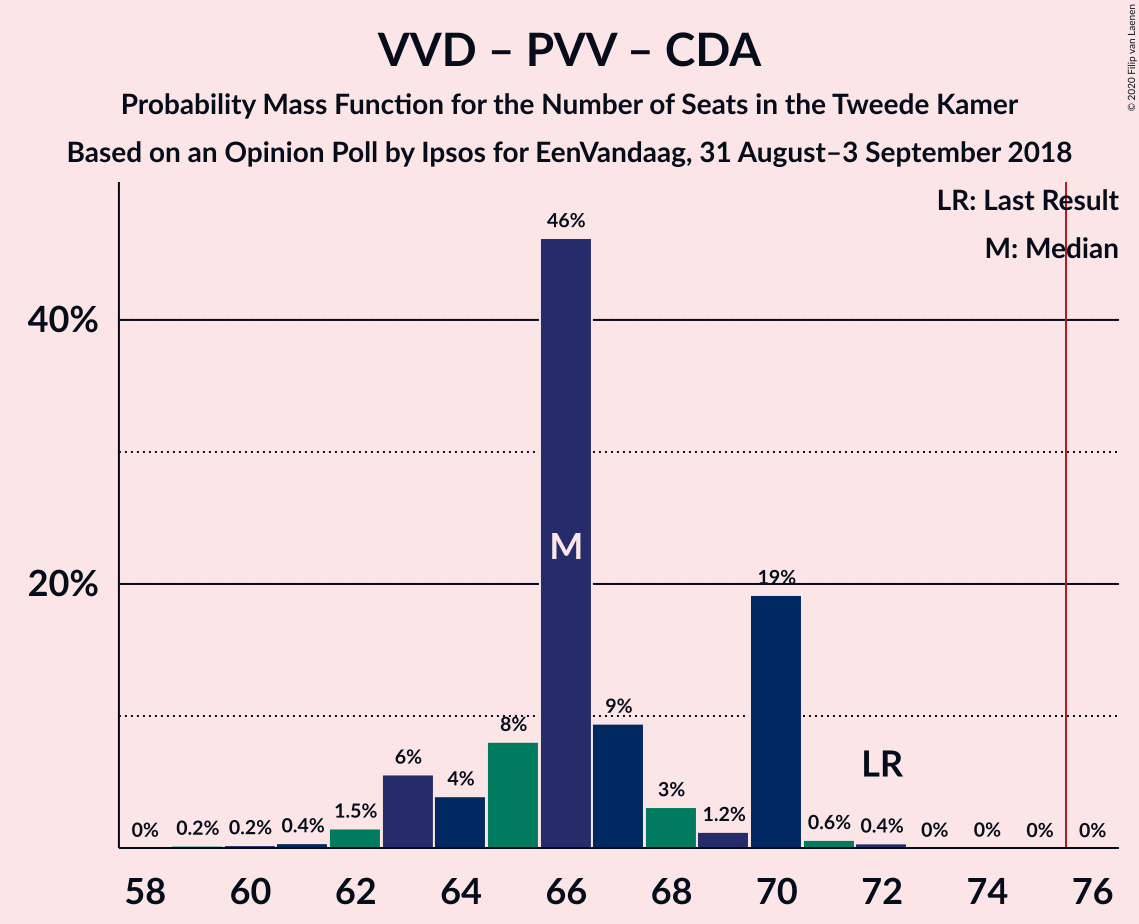 VVD – PVV – CDA
Probability Mass Function for the Number of Seats in the Tweede Kamer
Based on an Opinion Poll by Ipsos for EenVandaag, 31 August–3 September 2018
© 2020 Filip van Laenen
LR: Last Result
M: Median
46%
40%
M
19%
20%
9%
8%
LR
6%
4%
3%
1.5%
1.2%
0% 0.2% 0.2% 0.4% 0.6% 0.4% 0% 0% 0% 0%
58 60 62 64 66 68 70 72 74 76